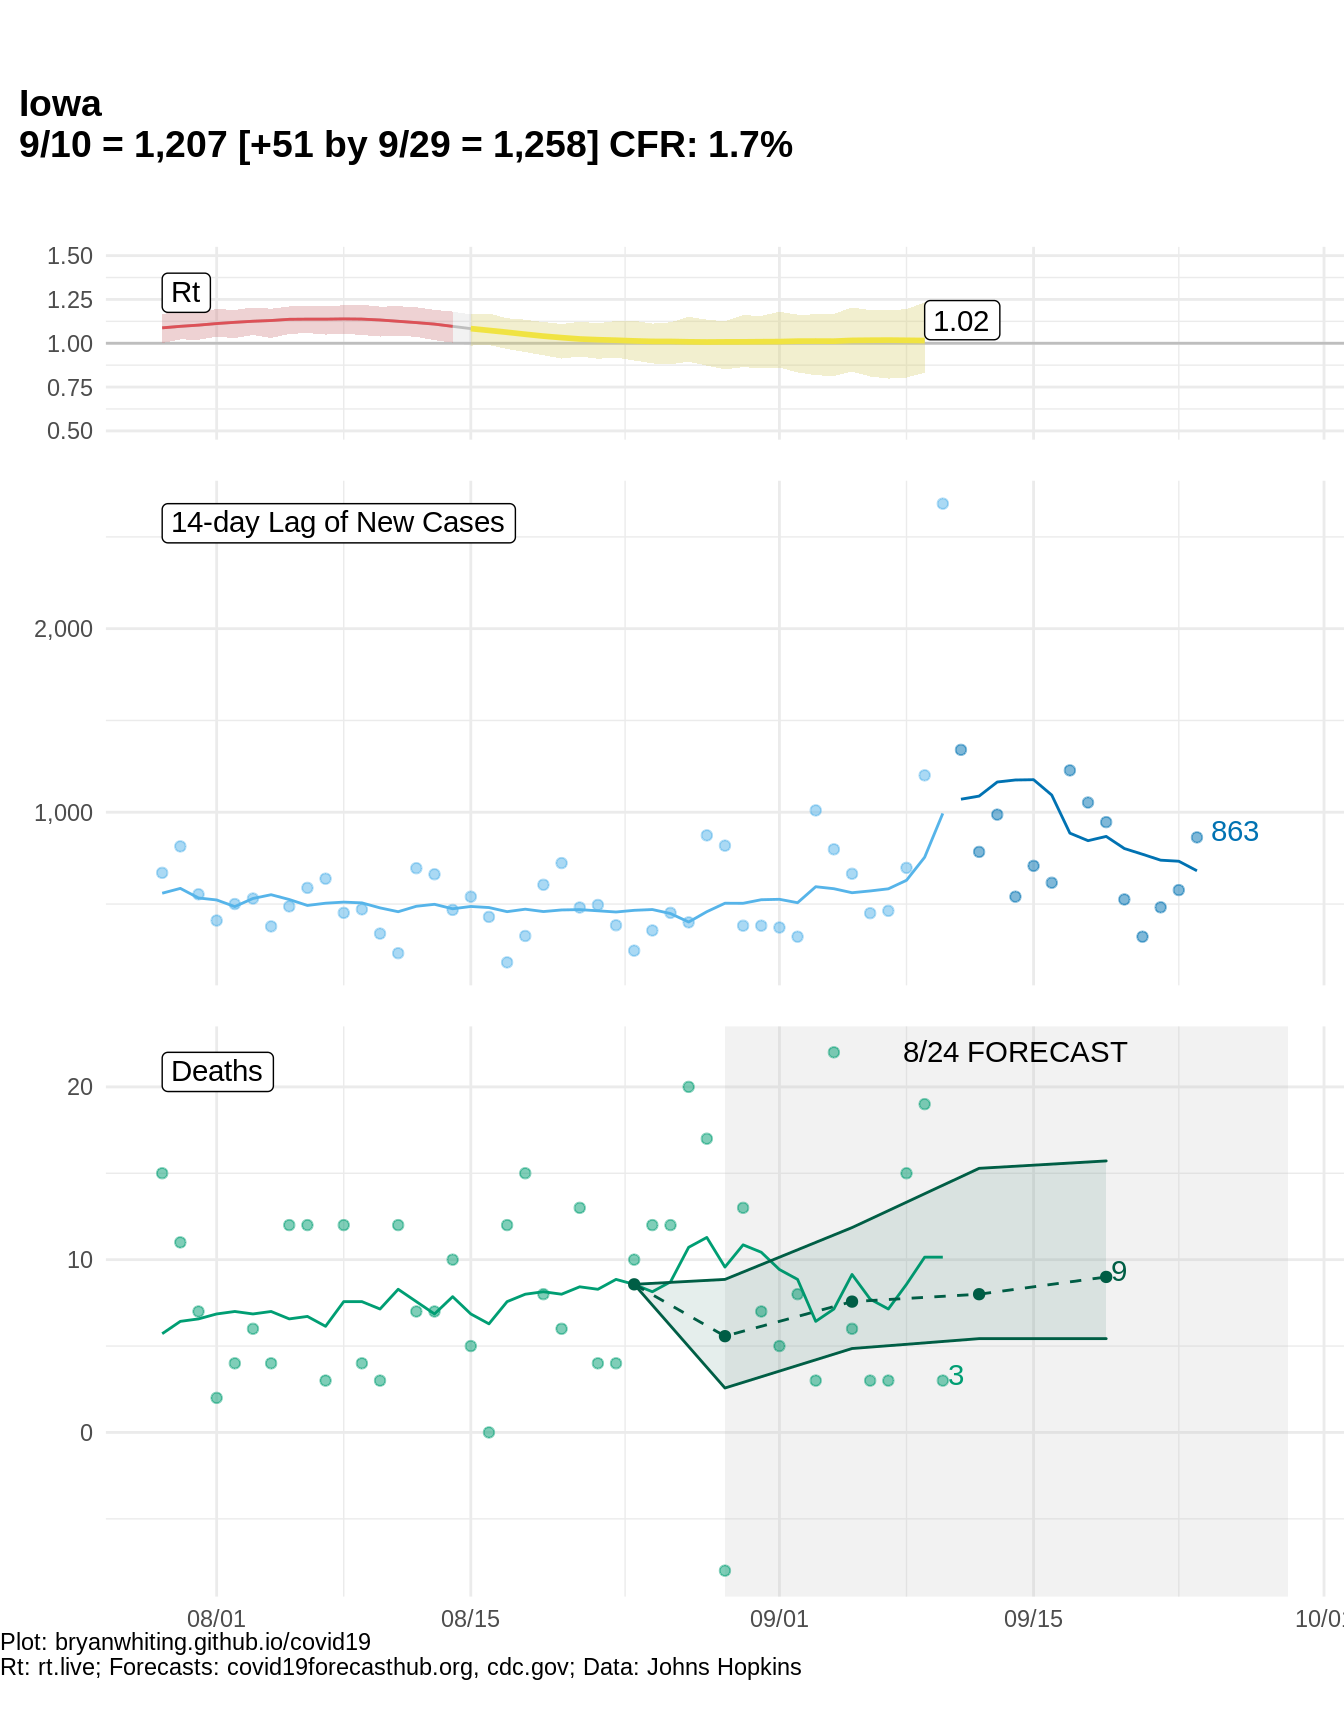 Iowa
9/10 = 1,207 [+51 by 9/29 = 1,258] CFR: 1.7%
1.50
1.25
1.00
0.75
0.50
Rt
1.02
14-day Lag of New Cases
2,000
1,000
863
Deaths
8/24 FORECAST
20
10
0
9
3
08/01
08/15
09/01
09/15
10/01
Plot: bryanwhiting.github.io/covid19
Rt: rt.live; Forecasts: covid19forecasthub.org, cdc.gov; Data: Johns Hopkins